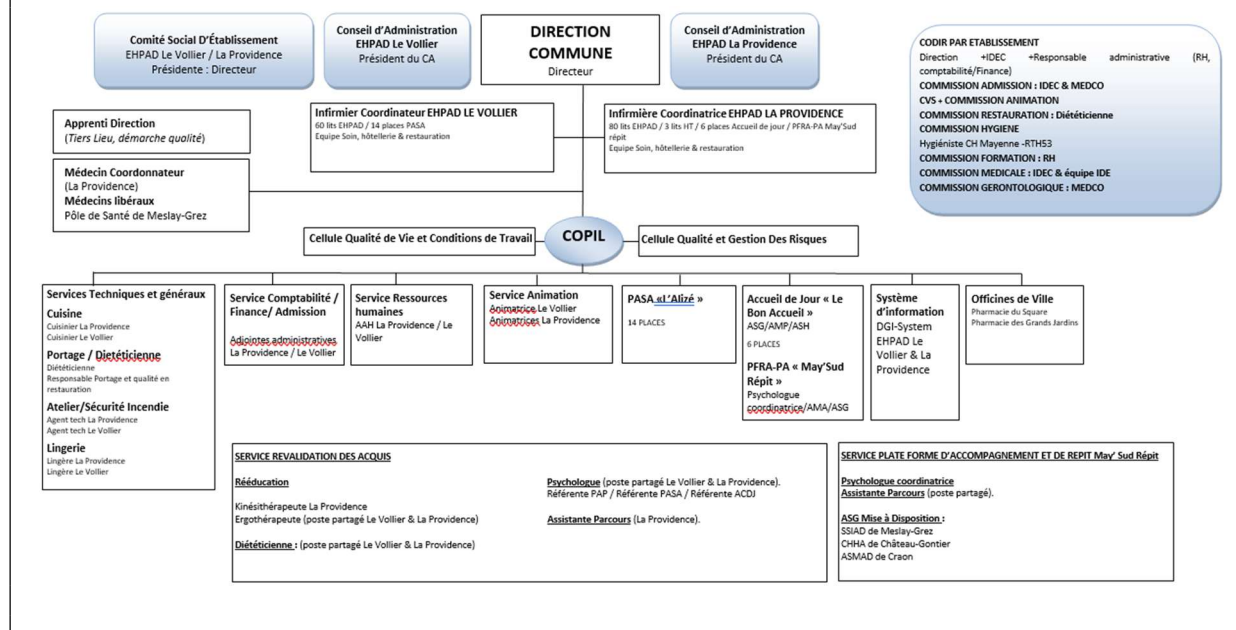 Comité Social D'Établissement
EHPAD Le Vollier / La Providence
Présidente : Directeur
Conseil d'Administration
EHPAD Le Vollier
Président du CA
DIRECTION
COMMUNE
Directeur
Conseil d'Administration
EHPAD La Providence
Président du CA
CODIR PAR ETABLISSEMENT
Direction +IDEC +Responsable administrative (RH,
comptabilité/Finance)
COMMISSION ADMISSION : IDEC & MEDCO
CVS + COMMISSION ANIMATION
COMMISSION RESTAURATION : Diététicienne
COMMISSION HYGIENE
Hygiéniste CH Mayenne -RTH53
COMMISSION FORMATION : RH
COMMISSION MEDICALE : IDEC & équipe IDE
COMMISSION GERONTOLOGIQUE : MEDCO
Infirmier Coordinateur EHPAD LE VOLLIER
60 lits EHPAD / 14 places PASA
Equipe Soin, hôtellerie & restauration
Infirmière Coordinatrice EHPAD LA PROVIDENCE
80 lits EHPAD / 3 lits HT / 6 places Accueil de jour / PFRA-PA May'Sud
répit
Equipe Soin, hôtellerie & restauration
Apprenti Direction
(Tiers Lieu, démarche qualité)
Médecin Coordonnateur
(La Providence)
Médecins libéraux
Pôle de Santé de Meslay-Grez
Cellule Qualité de Vie et Conditions de Travail
COPIL
Cellule Qualité et Gestion Des Risques
Services Techniques et généraux
Cuisine
Cuisinier La Providence
Cuisinier Le Vollier
Portage / Dietéticienne
Diététicienne
Responsable Portage et qualité en
restauration
Atelier/Sécurité Incendie
Agent tech La Providence
Agent tech Le Vollier
Lingerie
Lingère La Providence
Lingère Le Vollier
Service Comptabilité /
Finance/ Admission
Adjointes administratives
La Providence / Le Vollier
Service Ressources
humaines
AAH La Providence / Le
Vollier
Service Animation
Animatrice Le Vollier
Animatrices La Providence
PASA «L'Alizé »
14 PLACES
Accueil de Jour « Le
Bon Accueil »
ASG/AMP/ASH
6 PLACES
PFRA-PA « May'Sud
Répit »
Psychologue
coordinatrice/AMA/ASG
Système
d'information
DGI-System
EHPAD Le
Vollier & La
Providence
Officines de Ville
Pharmacie du Square
Pharmacie des Grands Jardins
SERVICE REVALIDATION DES ACQUIS
Rééducation
Kinésithérapeute La Providence
Ergothérapeute (poste partagé Le Vollier & La Providence)
Diététicienne : (poste partagé Le Vollier & La Providence)
Psychologue (poste partagé Le Vollier & La Providence).
Référente PAP / Référente PASA / Référente ACDJ
Assistante Parcours (La Providence).
SERVICE PLATE FORME D'ACCOMPAGNEMENT ET DE REPIT May' Sud Répit
Psychologue coordinatrice
Assistante Parcours (poste partagé).
ASG Mise à Disposition :
SSIAD de Meslay-Grez
CHHA de Château-Gontier
ASMAD de Craon